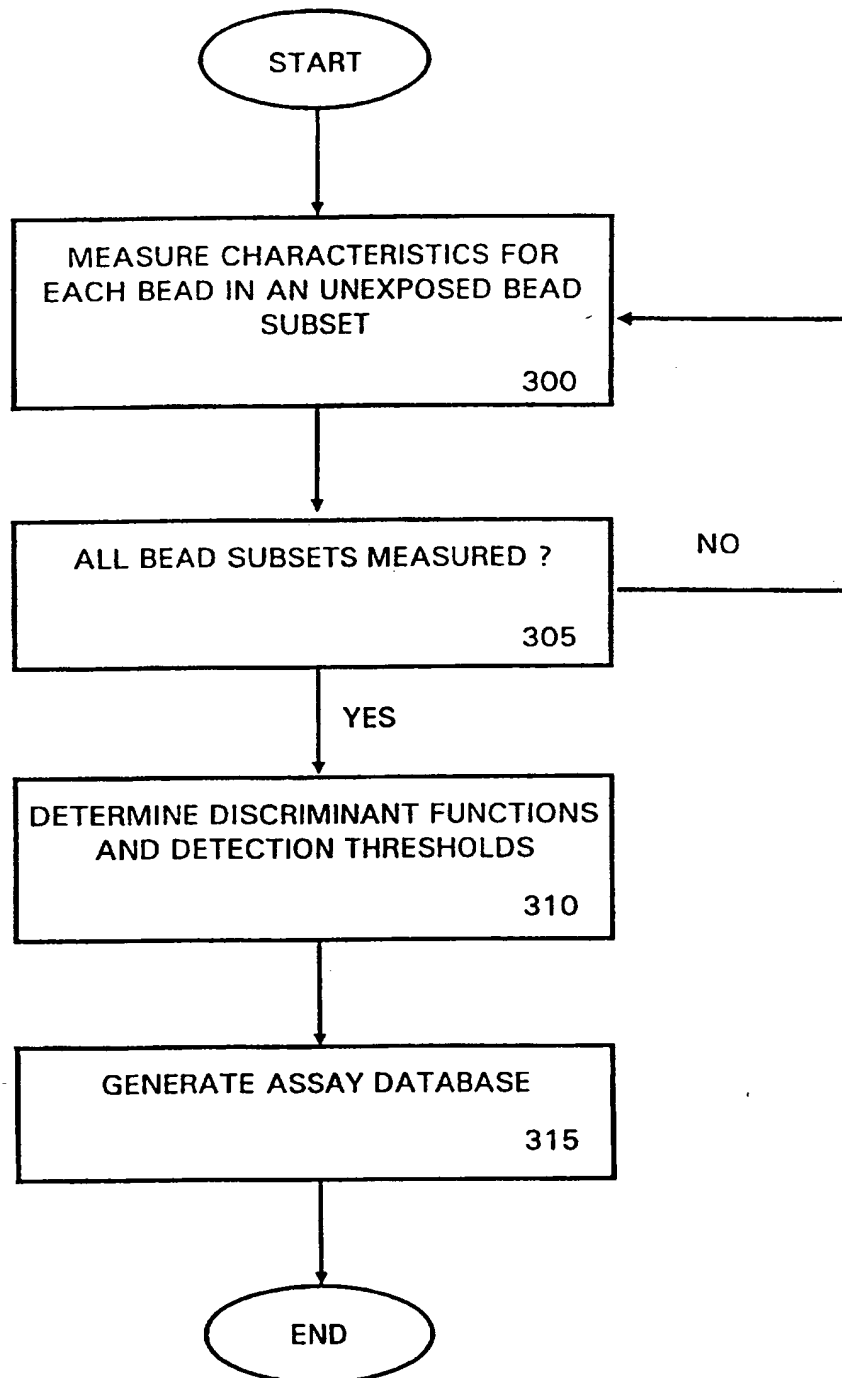 START
MEASURE CHARACTERISTICS FOR
EACH BEAD IN AN UNEXPOSED BEAD
SUBSET
300
ALL BEAD SUBSETS MEASURED ?
305
NO
YES
DETERMINE DISCRIMINANT FUNCTIONS
AND DETECTION THRESHOLDS
310
GENERATE ASSAY DATABASE
315
END